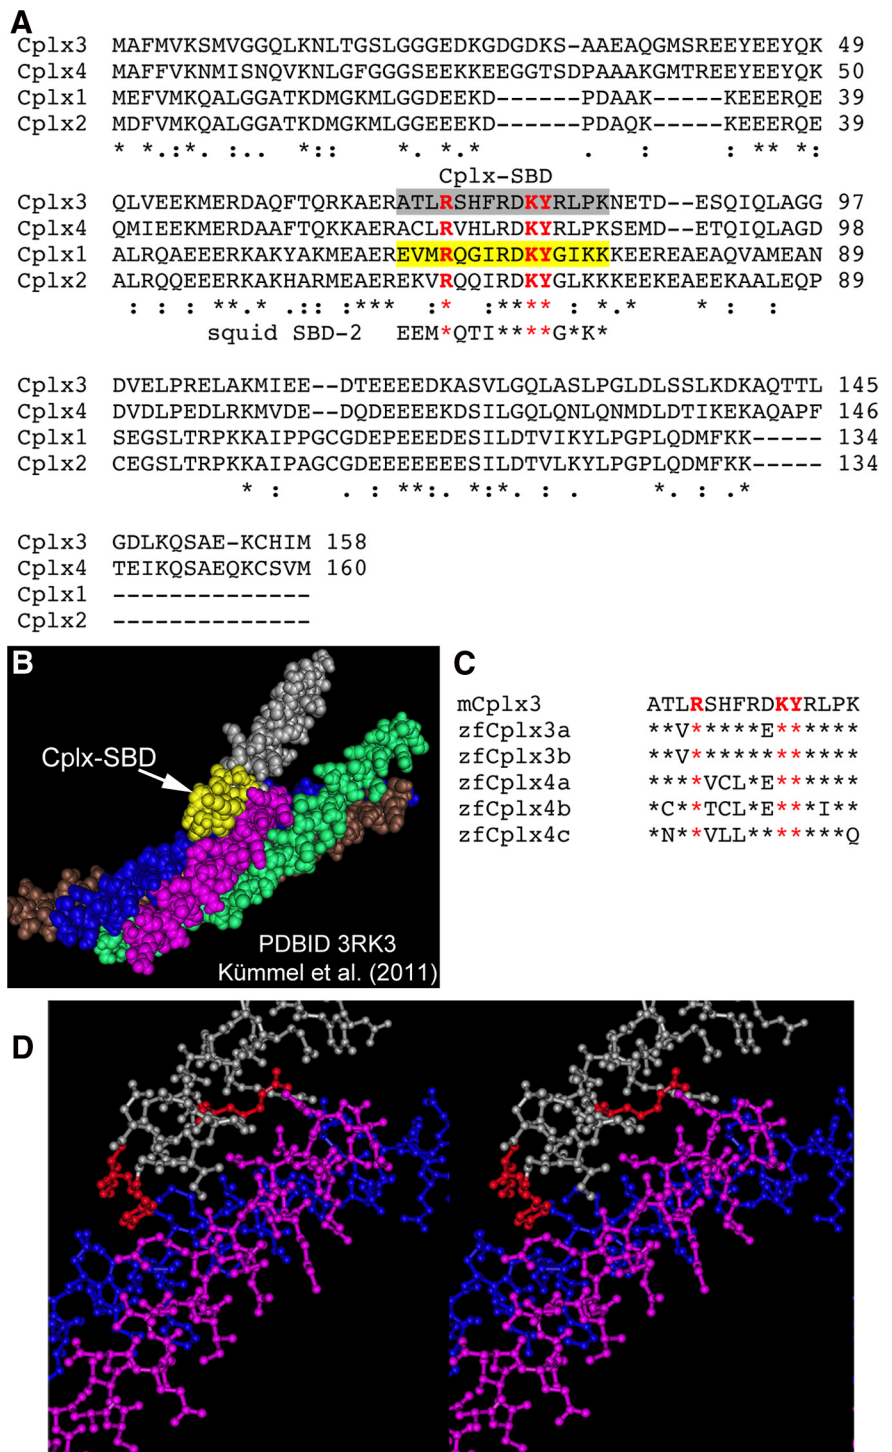 A
Cplx3 MAFMVKSMVGGQLKNLTGSLGGGEDKGDGDKS-AAEAQGMSREEYEEYQK 49
Cplx4 MAFFVKNMISNQVKNLGFGGGSEEKKEEGGTSDPAAAKGMTREEYEEYQK 50
Cplx1 MEFVMKQALGGATKDMGKMLGGDEEKD------PDAAK-----KEEERQE 39
Cplx2 MDFVMKQALGGATKDMGKMLGGEEEKD------PDAQK-----KEEERQE 39
* *.:*. :.. *:: *. *.* . : : ** *:
Cplx-SBD
Cplx3 QLVEEKMERDAQFTQRKAERATLRSHFRDKYRLPKNETD--ESQIQLAGG 97
Cplx4 QMIEEKMERDAAFTQKKAERACLRVHLRDKYRLPKSEMD--ETQIQLAGD 98
Cplx1 ALRQAEEERKAKYAKMEAEREVMRQGIRDKYGIKKKEEREAEAQVAMEAN 89
Cplx2 ALRQQEEERKAKHARMEAEREKVRQQIRDKYGLKKKEEKEAEEKAALEQP 89
: : **.* .: :*** * :**** : *.* * : :
squid SBD-2 EEM*QTI******G*K*
Cplx3 DVELPRELAKMIEE--DTEEEEDKASVLGQLASLPGLDLSSLKDKAQTTL 145
Cplx4 DVDLPEDLRKMVDE--DQDEEEEKDSILGQLQNLQNMDLDTIKEKAQAPF 146
Cplx1 SEGSLTRPKKAIPPGCGDEPEEEDESILDTVIKYLPGPLQDMFKK----- 134
Cplx2 CEGSLTRPKKAIPAGCGDEEEEEEESILDTVLKYLPGPLQDMFKK----- 134
* : . : **:. *:*. : . *. : .*
Cplx3 GDLKQSAE-KCHIM 158
Cplx4 TEIKQSAEQKCSVM 160
Cplx1 --------------
Cplx2 --------------
B
Cplx-SBD
PDBID 3RK3
Kümmel et al. (2011)
C
mCplx3 ATLRSHFRDKYRLPK
zfCplx3a **V*****E******
zfCplx3b **V************
zfCplx4a ****VCL*E******
zfCplx4b *C**TCL*E***I**
zfCplx4c *N**VLL*******Q
D